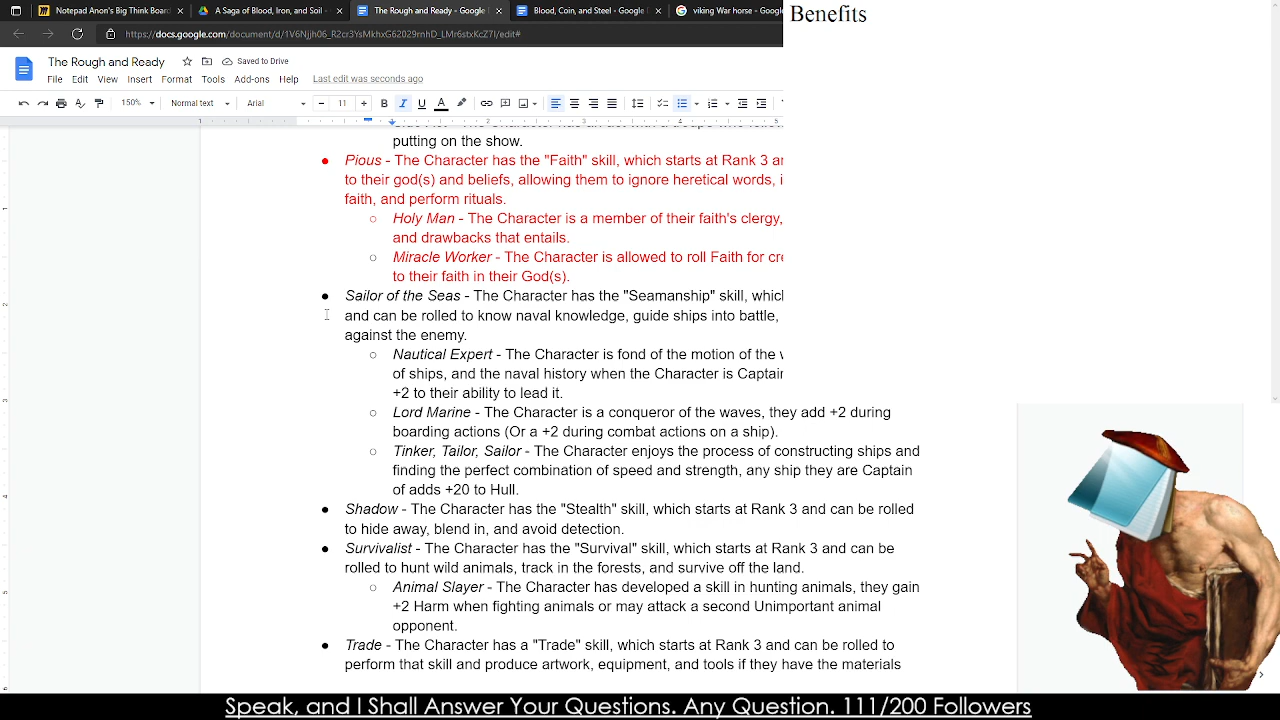 Notepad Anon's Big Think Board
A Saga of Blood, Iron, and Soil -
The Rough and Ready - Google
Blood, Coin, and Steel - Google
viking War horse - Google
Benefits
https://docs.google.com/document/d/1V6Njjh06_R2cr3YsMkhxG62029rnhD_LMr6stxKcZ7I/edit#
The Rough and Ready
Saved to Drive
File Edit View Insert Format Tools Add-ons Help Last edit was seconds ago
150% Normal text Arial 11 B I U A
1 1 2 3 4 5
putting on the show.
Pious - The Character has the "Faith" skill, which starts at Rank 3
to their god(s) and beliefs, allowing them to ignore heretical words,
faith, and perform rituals.
Holy Man - The Character is a member of their faith's clergy,
and drawbacks that entails.
Miracle Worker - The Character is allowed to roll Faith for
to their faith in their God(s).
Sailor of the Seas - The Character has the "Seamanship" skill,
and can be rolled to know naval knowledge, guide ships into battle,
against the enemy.
Nautical Expert - The Character is fond of the motion of the
of ships, and the naval history when the Character is Captain
+2 to their ability to lead it.
Lord Marine - The Character is a conqueror of the waves, they add +2 during
boarding actions (Or a +2 during combat actions on a ship).
Tinker, Tailor, Sailor - The Character enjoys the process of constructing ships and
finding the perfect combination of speed and strength, any ship they are Captain
of adds +20 to Hull.
Shadow - The Character has the "Stealth" skill, which starts at Rank 3 and can be rolled
to hide away, blend in, and avoid detection.
Survivalist - The Character has the "Survival" skill, which starts at Rank 3 and can be
rolled to hunt wild animals, track in the forests, and survive off the land.
Animal Slayer - The Character has developed a skill in hunting animals, they gain
+2 Harm when fighting animals or may attack a second Unimportant animal
opponent.
Trade - The Character has a "Trade" skill, which starts at Rank 3 and can be rolled to
perform that skill and produce artwork, equipment, and tools if they have the materials
Speak, and I Shall Answer Your Questions. Any Question. 111/200 Followers